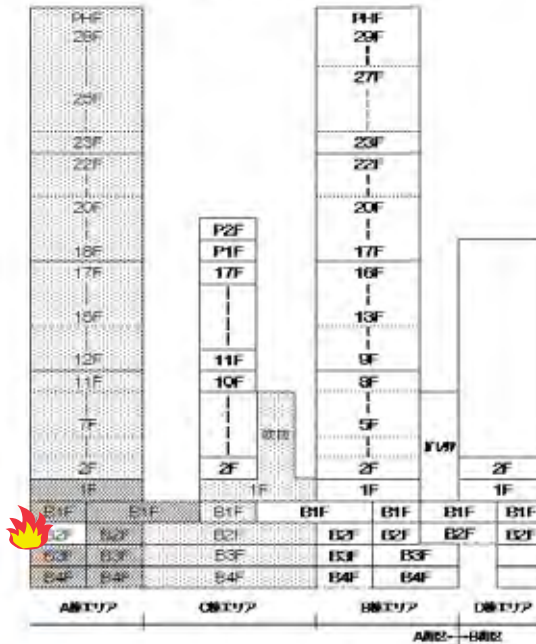 PHF PHF
28F 29F
27F
25F
23F 23F
22F 22F
20F 20F
P2F
18F P1F 17F
17F 17F 16F
15F 13F
12F 11F 9F
11F 10F 8F
7F 5F
2F 2F 2F 2F
1F 1F 1F 1F
B1F B1F B1F B1F B1F B1F B1F
B2F B2F B2F B2F B2F B2F B2F
B3F B3F B3F B3F B3F
B4F B4F B4F B4F B4F
A棟エリア C棟エリア B棟エリア D棟エリア